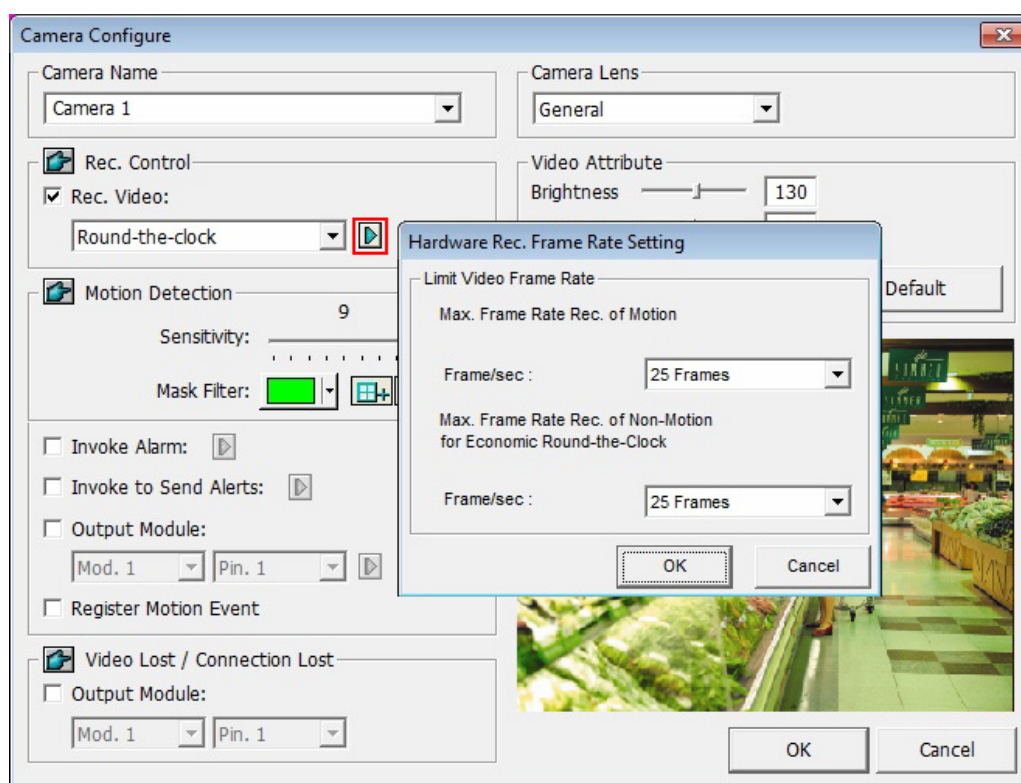 Camera Configure
Camera Name
Camera 1
Camera Lens
General
Rec. Control
Rec. Video:
Round-the-clock
Video Attribute
Brightness
130
Default
Motion Detection
9
Sensitivity:
Mask Filter:
Invoke Alarm:
Invoke to Send Alerts:
Output Module:
Mod. 1
Pin. 1
Register Motion Event
Video Lost / Connection Lost
Output Module:
Mod. 1
Pin. 1
Hardware Rec. Frame Rate Setting
Limit Video Frame Rate
Max. Frame Rate Rec. of Motion
Frame/sec :
25 Frames
Max. Frame Rate Rec. of Non-Motion
for Economic Round-the-Clock
Frame/sec :
25 Frames
OK
Cancel
OK
Cancel